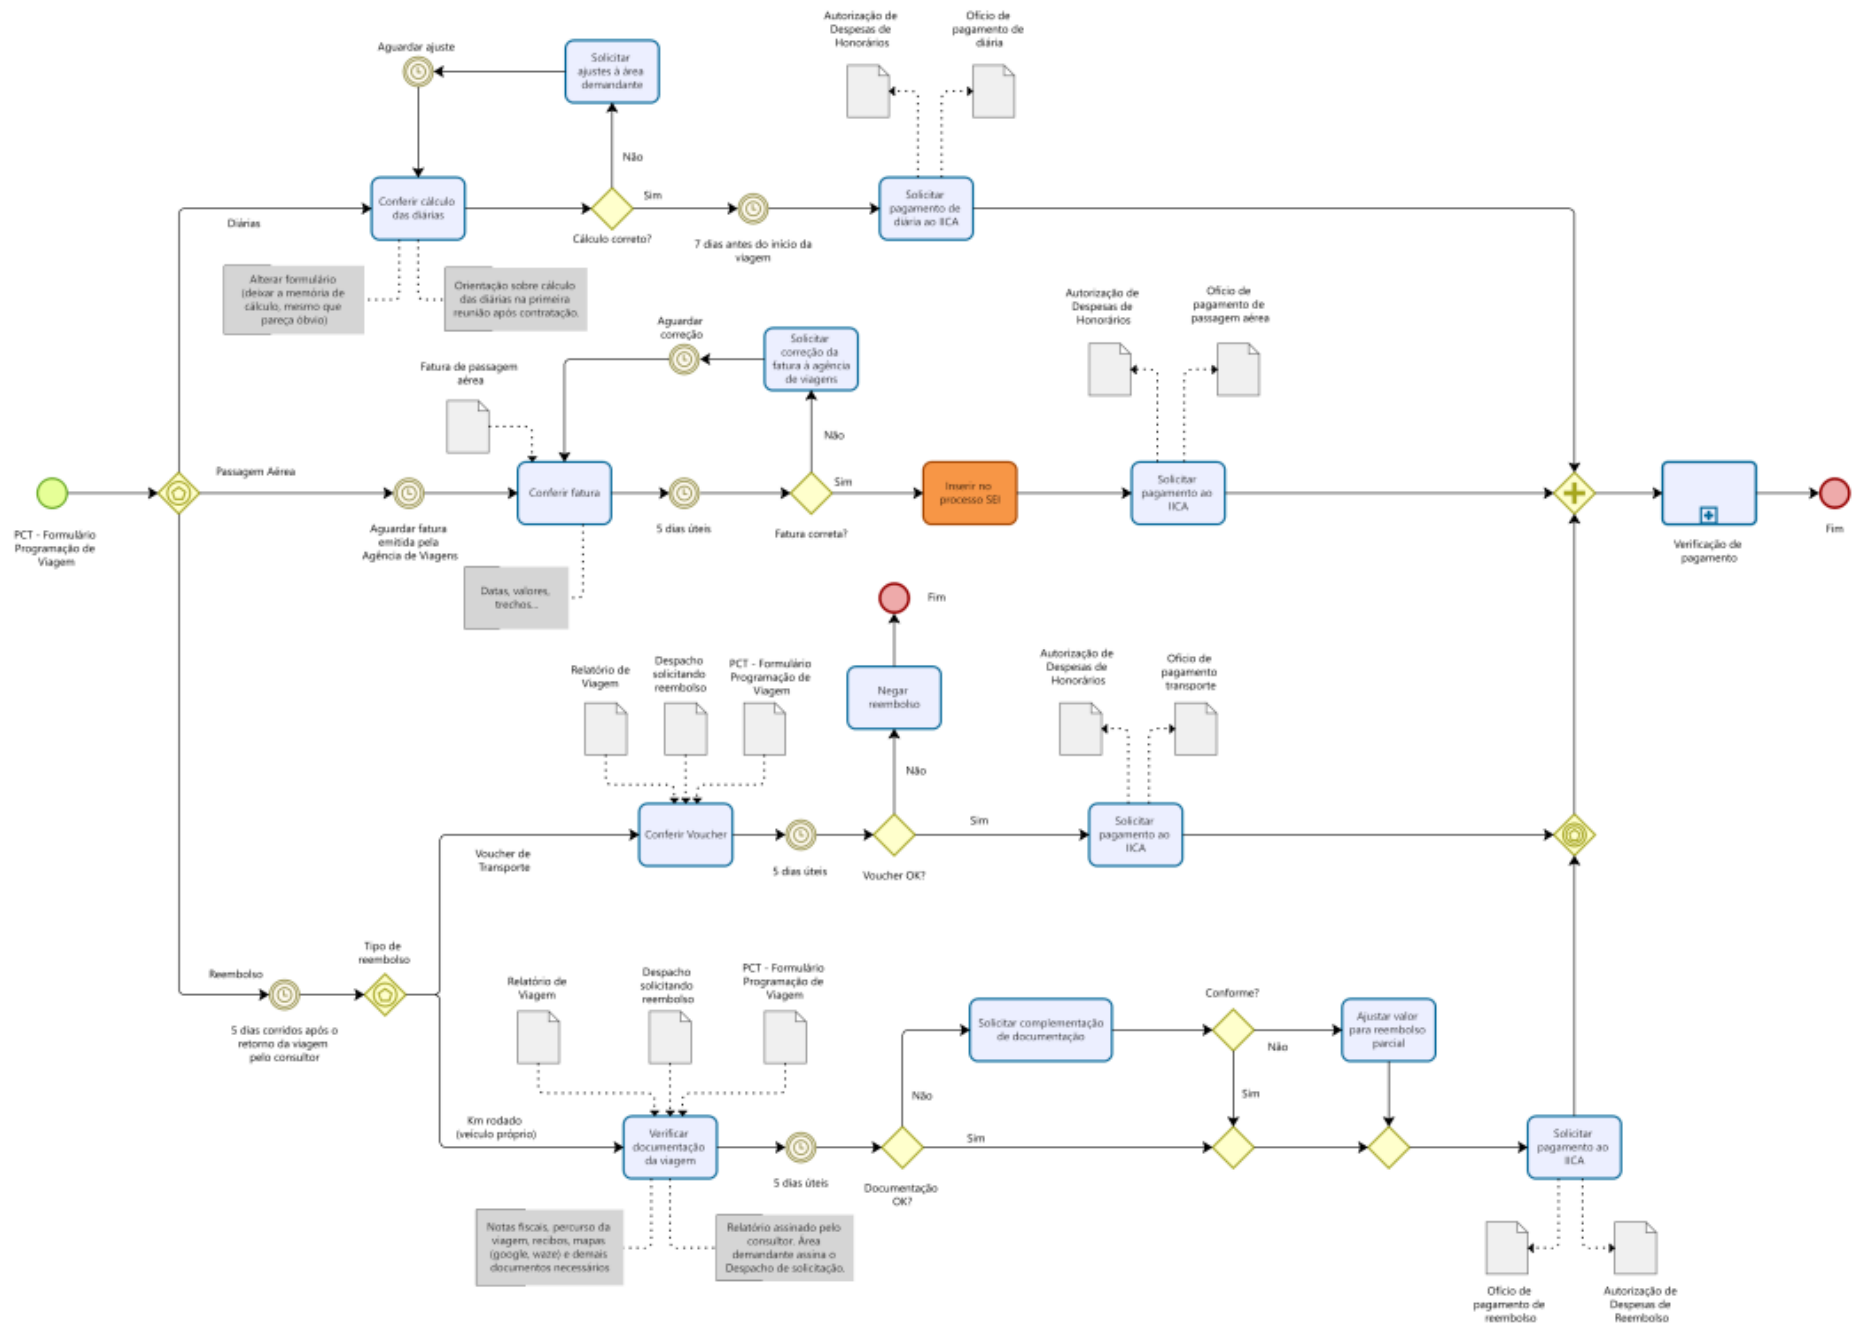 Aguardar ajuste
Solicitar
ajustes à área
demandante
Autorização de
Despesas de
Honorários
Ofício de
pagamento de
diária
Não
Diárias
Conferir cálculo
das diárias
Sim
Cálculo correto?
7 dias antes do início da
viagem
Solicitar
pagamento de
diária ao IICA
Alterar formulário
(deixar a memória de
cálculo, mesmo que
pareça óbvio)
Orientação sobre cálculo
das diárias na primeira
reunião após contratação.
Aguardar
correção
Solicitar
correção da
fatura à agência
de viagens
Autorização de
Despesas de
Honorários
Ofício de
pagamento de
passagem aérea
Fatura de passagem
aérea
Não
PCT - Formulário
Programação de
Viagem
Passagem Aérea
Aguardar fatura
emitida pela
Agência de Viagens
Conferir fatura
5 dias úteis
Sim
Fatura correta?
Inserir no
processo SEI
Solicitar
pagamento ao
IICA
Verificação de
pagamento
Fim
Datas, valores,
trechos...
Fim
Relatório de
Viagem
Despacho
solicitando
reembolso
PCT - Formulário
Programação de
Viagem
Negar
reembolso
Autorização de
Despesas de
Honorários
Ofício de
pagamento
transporte
Não
Voucher de
Transporte
Conferir Voucher
5 dias úteis
Voucher OK?
Sim
Solicitar
pagamento ao
IICA
Reembolso
5 dias corridos após o
retorno da viagem
pelo consultor
Tipo de
reembolso
Relatório de
Viagem
Despacho
solicitando
reembolso
PCT - Formulário
Programação de
Viagem
Solicitar complementação
de documentação
Conforme?
Não
Sim
Ajustar valor
para reembolso
parcial
Não
Km rodado
(veículo próprio)
Verificar
documentação
da viagem
5 dias úteis
Documentação
OK?
Sim
Solicitar
pagamento ao
IICA
Notas fiscais, percurso da
viagem, recibos, mapas
(google, waze) e demais
documentos necessários
Relatório assinado pelo
consultor. Área
demandante assina o
Despacho de solicitação.
Ofício de
pagamento de
reembolso
Autorização de
Despesas de
Reembolso